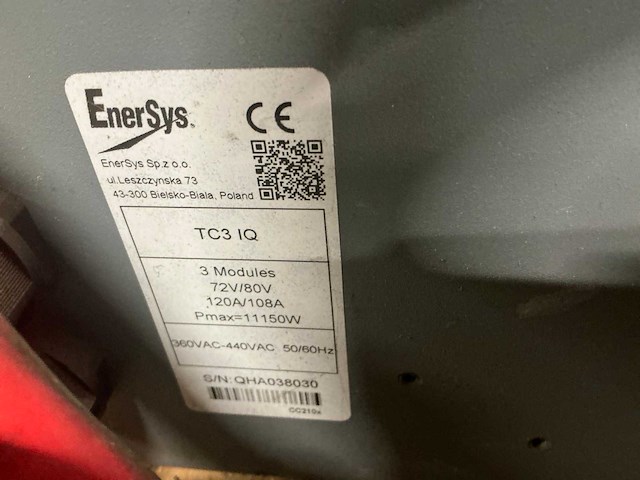 EnerSys.
CE
EnerSys Sp.z o.o.
ul.Leszczynska 73
43-300 Bielsko-Biala, Poland
TC3 IQ
3 Modules
72V/80V
120A/108A
Pmax=11150W
360VAC-440VAC 50/60Hz
S/N:QHA038030